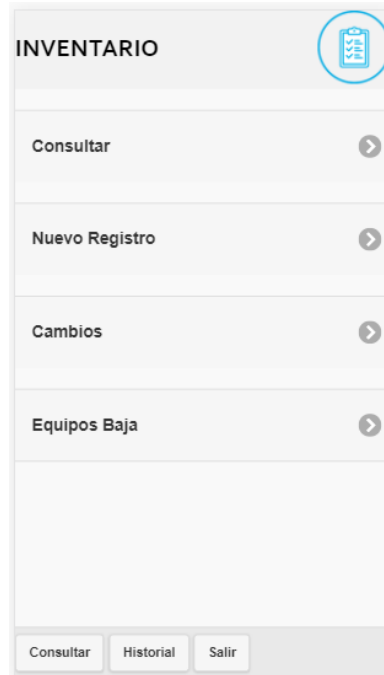 INVENTARIO
Consultar
Nuevo Registro
Cambios
Equipos Baja
Consultar Historial Salir